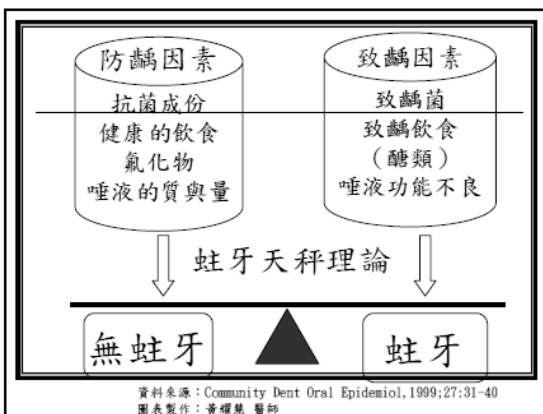 防齲因素
抗菌成份
健康的飲食
氟化物
唾液的質與量
致齲因素
致齲菌
致齲飲食
（醣類）
唾液功能不良
蛀牙天秤理論
無蛀牙
蛀牙
資料來源：Community Dent Oral Epidemiol,1999;27:31-40
圖表製作：黃耀慧 醫師